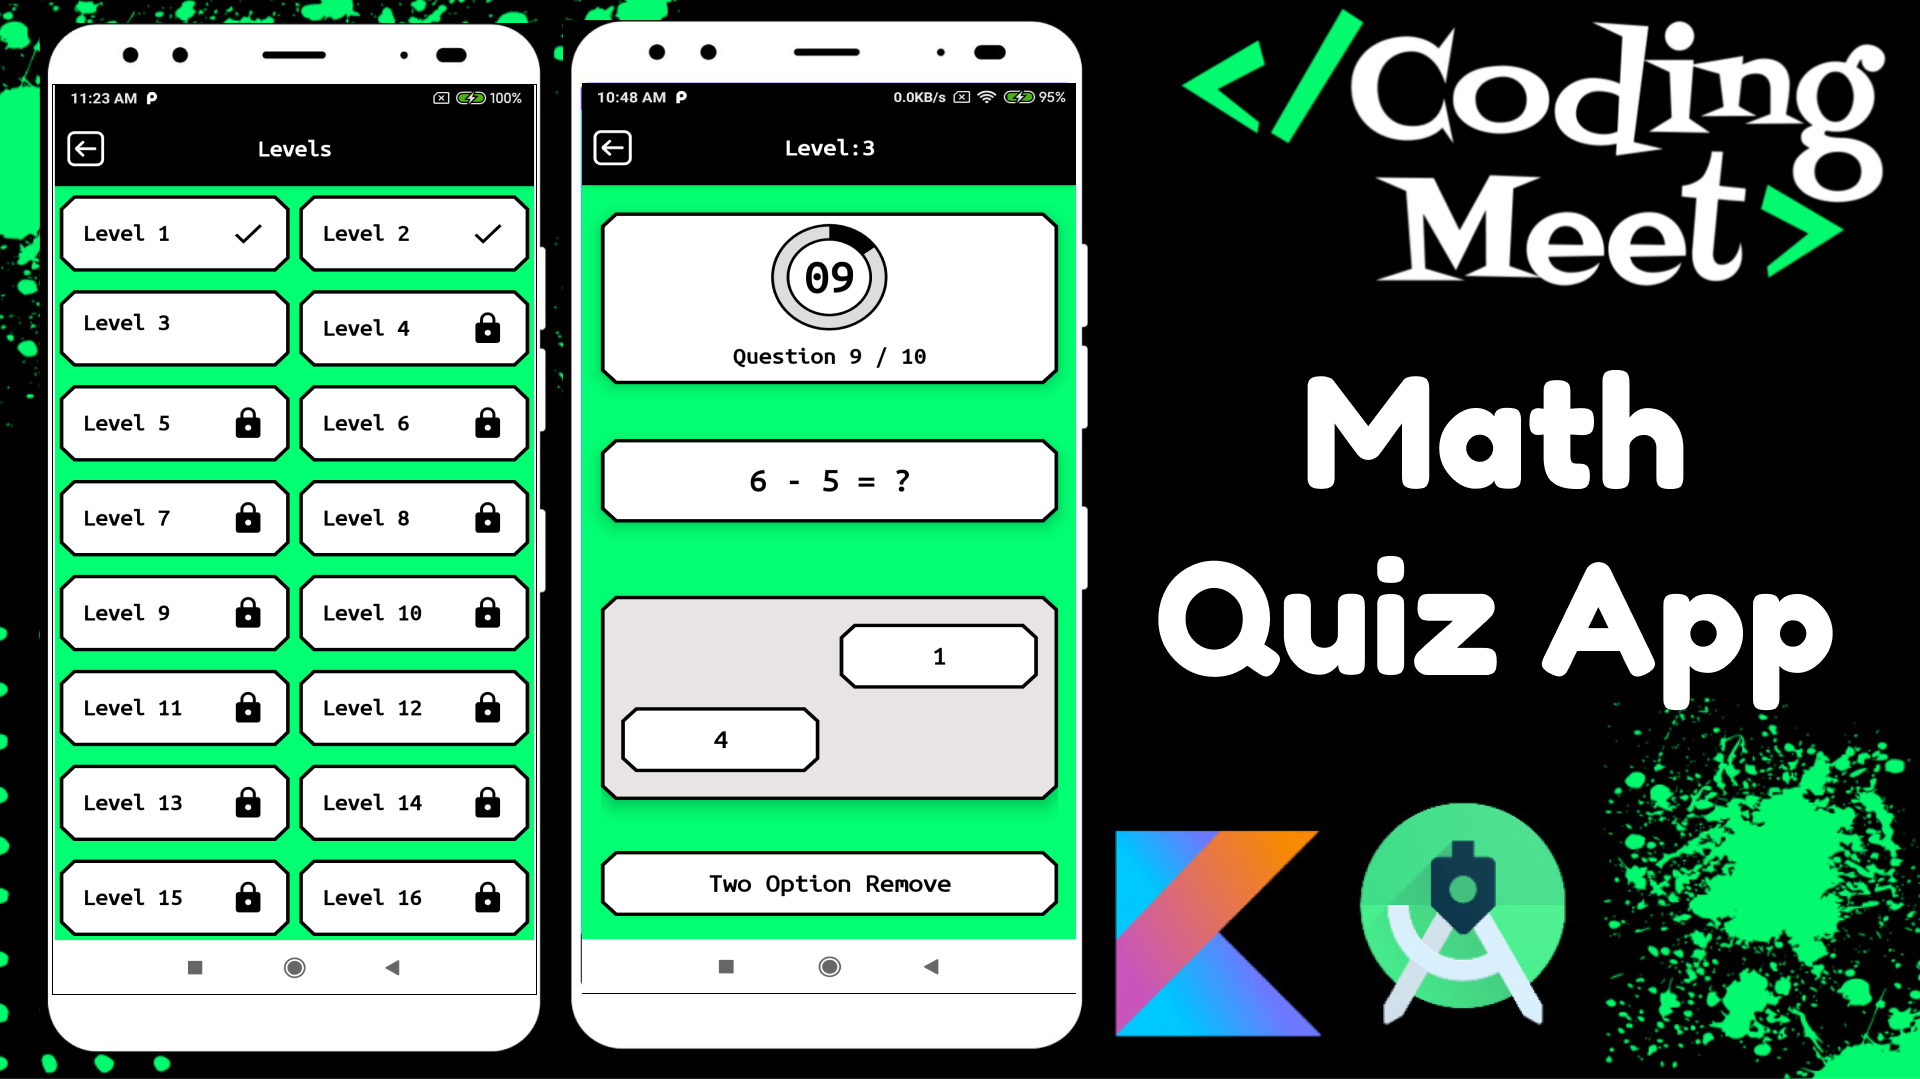 11:23 AM
100%
Levels
Level 1
Level 2
Level 3
Level 4
Level 5
Level 6
Level 7
Level 8
Level 9
Level 10
Level 11
Level 12
Level 13
Level 14
Level 15
Level 16
10:48 AM
0.0KB/s
95%
Level:3
09
Question 9 / 10
6 - 5 = ?
1
4
Two Option Remove
</Coding
Meet>
Math
Quiz App